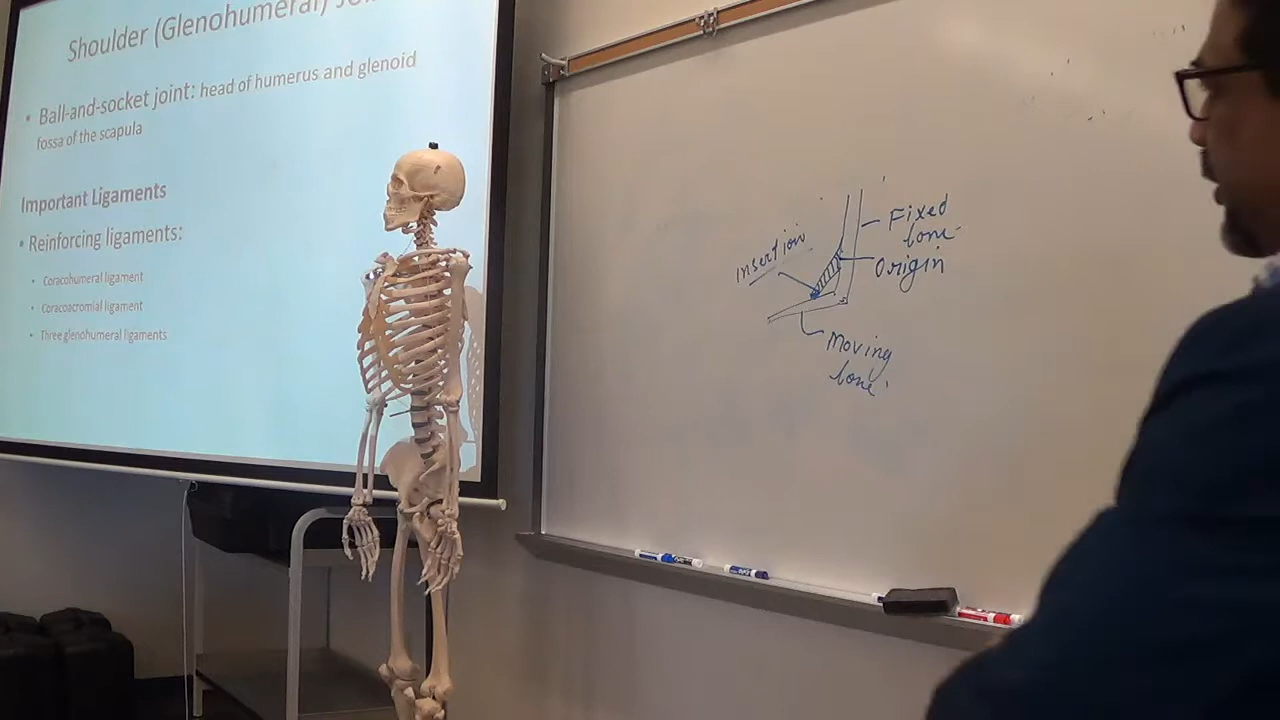 Shoulder (Glenohumeral)
• Ball-and-socket joint: head of humerus and glenoid
fossa of the scapula
Important Ligaments
• Reinforcing ligaments:
• Coracohumeral ligament
• Coracoacromial ligament
• Three glenohumeral ligaments
Fixed
bone
insertion
Origin
Moving
bone